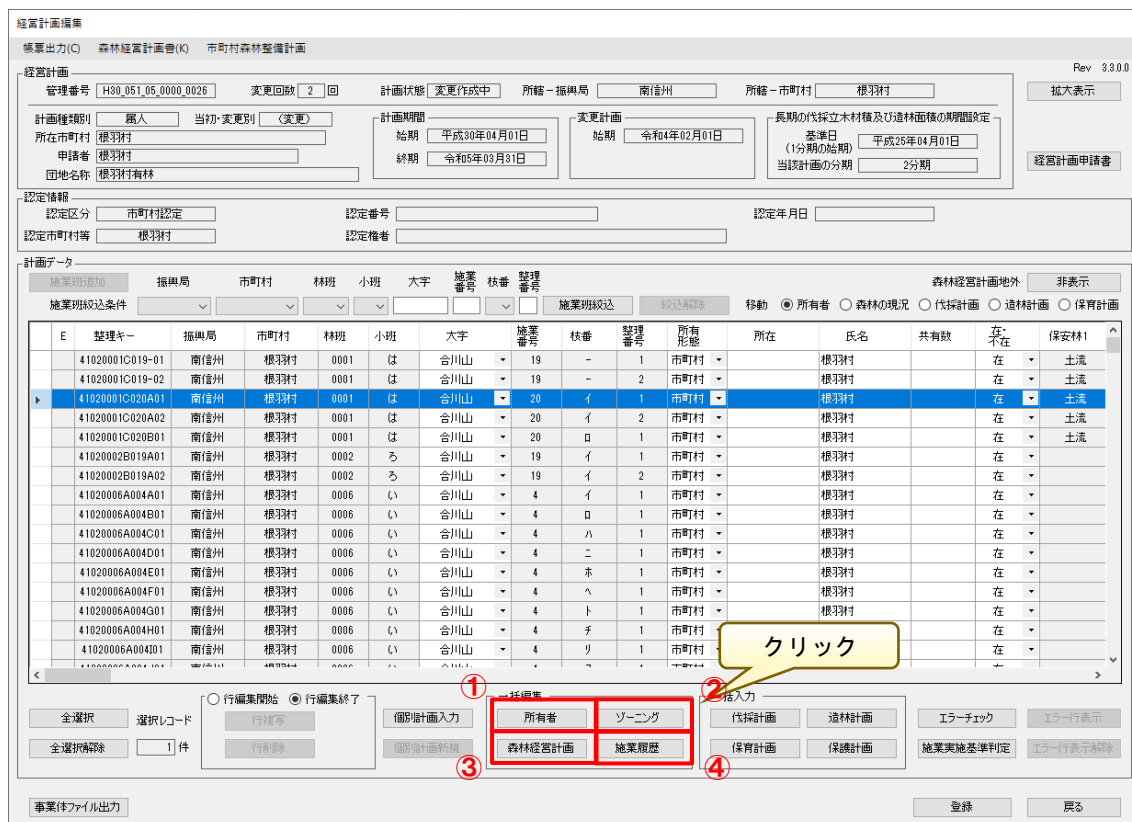 経営計画編集
帳票出力(C) 森林経営計画書(K) 市町村森林整備計画
Rev 3.3.0.0
経営計画
管理番号 H30_051_05_0000_0026 変更回数 2 回 計画状態 変更作成中 所轄－振興局 南信州 所轄－市町村 根羽村 拡大表示
計画種類別 属人 当初・変更別 (変更)
所在市町村 根羽村
申請者 根羽村
団地名称 根羽村有林
計画期間
始期 平成30年04月01日
終期 令和5年03月31日
変更計画
始期 令和4年02月01日
長期の伐採立木材積及び造林面積の期間設定
基準日
(1分期の始期) 平成25年04月01日
当該計画の分期 2分期
経営計画申請書
認定情報
認定区分 市町村認定 認定番号 認定年月日
認定市町村等 根羽村 認定権者
計画データ
施業班追加 振興局 市町村 林班 小班 大字 施業番号 枝番 整理番号 森林経営計画地外 非表示
施業班絞込条件 施業班絞込 絞込解除 移動 所有者 森林の現況 伐採計画 造林計画 保育計画
E 整理キー 振興局 市町村 林班 小班 大字 施業番号 枝番 整理番号 所有形態 所在 氏名 共有数 在・不在 保安林1
41020001C019-01 南信州 根羽村 0001 は 合川山 19 － 1 市町村 根羽村 在 土流
41020001C019-02 南信州 根羽村 0001 は 合川山 19 － 2 市町村 根羽村 在 土流
41020001C020A01 南信州 根羽村 0001 は 合川山 20 イ 1 市町村 根羽村 在 土流
41020001C020A02 南信州 根羽村 0001 は 合川山 20 イ 2 市町村 根羽村 在 土流
41020001C020B01 南信州 根羽村 0001 は 合川山 20 ロ 1 市町村 根羽村 在 土流
41020002B019A01 南信州 根羽村 0002 ろ 合川山 19 イ 1 市町村 根羽村 在
41020002B019A02 南信州 根羽村 0002 ろ 合川山 19 イ 2 市町村 根羽村 在
41020006A004A01 南信州 根羽村 0006 い 合川山 4 イ 1 市町村 根羽村 在
41020006A004B01 南信州 根羽村 0006 い 合川山 4 ロ 1 市町村 根羽村 在
41020006A004C01 南信州 根羽村 0006 い 合川山 4 ハ 1 市町村 根羽村 在
41020006A004D01 南信州 根羽村 0006 い 合川山 4 ニ 1 市町村 根羽村 在
41020006A004E01 南信州 根羽村 0006 い 合川山 4 ホ 1 市町村 根羽村 在
41020006A004F01 南信州 根羽村 0006 い 合川山 4 ヘ 1 市町村 根羽村 在
41020006A004G01 南信州 根羽村 0006 い 合川山 4 ト 1 市町村 根羽村 在
41020006A004H01 南信州 根羽村 0006 い 合川山 4 チ 1 市町村 在
41020006A004I01 南信州 根羽村 0006 い 合川山 4 リ 1 市町村 在
クリック
① ②
行編集開始 行編集終了 一括編集 括入力
全選択 選択レコード 行複写 個別計画入力 所有者 ゾーニング 伐採計画 造林計画 エラーチェック エラー行表示
全選択解除 1 件 行削除 個別計画新規 森林経営計画 施業履歴 保育計画 保護計画 施業実施基準判定 エラー行表示解除
③ ④
事業体ファイル出力 登録 戻る